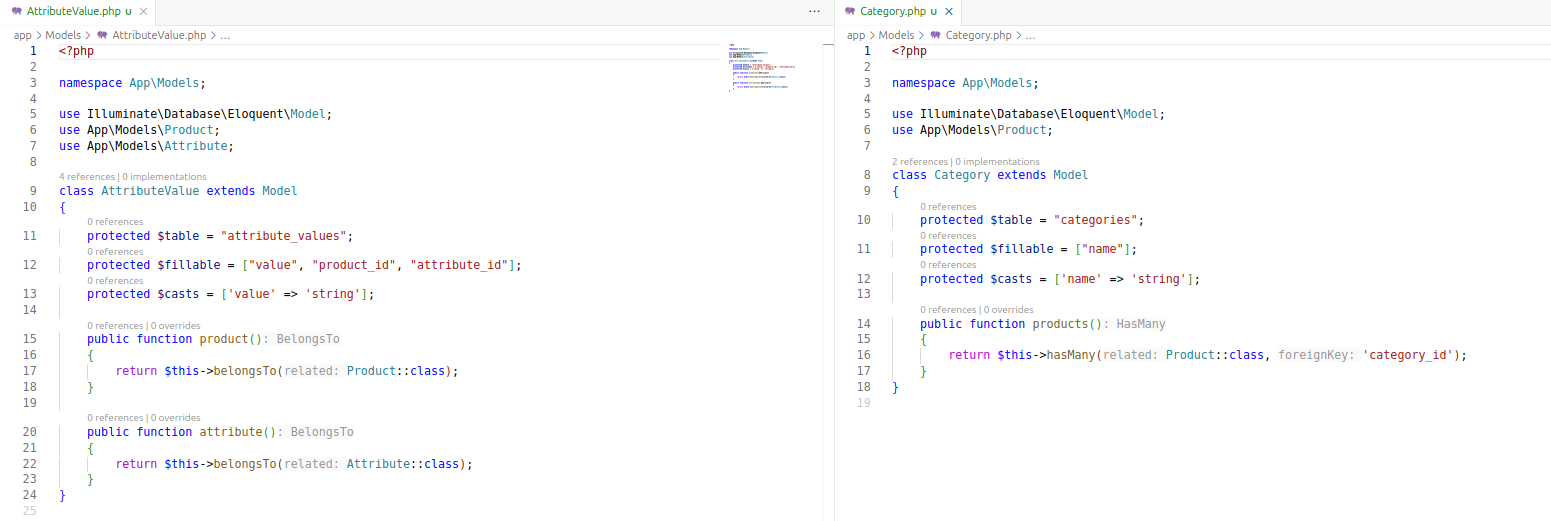 AttributeValue.php U
app > Models > AttributeValue.php > ...
1 <?php
2
3 namespace App\Models;
4
5 use Illuminate\Database\Eloquent\Model;
6 use App\Models\Product;
7 use App\Models\Attribute;
8
4 references | 0 implementations
9 class AttributeValue extends Model
10 {
0 references
11 protected $table = "attribute_values";
0 references
12 protected $fillable = ["value", "product_id", "attribute_id"];
0 references
13 protected $casts = ['value' => 'string'];
14
0 references | 0 overrides
15 public function product(): BelongsTo
16 {
17 return $this->belongsTo(related: Product::class);
18 }
19
0 references | 0 overrides
20 public function attribute(): BelongsTo
21 {
22 return $this->belongsTo(related: Attribute::class);
23 }
24 }
25
Category.php U
app > Models > Category.php > ...
1 <?php
2
3 namespace App\Models;
4
5 use Illuminate\Database\Eloquent\Model;
6 use App\Models\Product;
7
2 references | 0 implementations
8 class Category extends Model
9 {
0 references
10 protected $table = "categories";
0 references
11 protected $fillable = ["name"];
0 references
12 protected $casts = ['name' => 'string'];
13
0 references | 0 overrides
14 public function products(): HasMany
15 {
16 return $this->hasMany(related: Product::class, foreignKey: 'category_id');
17 }
18 }
19